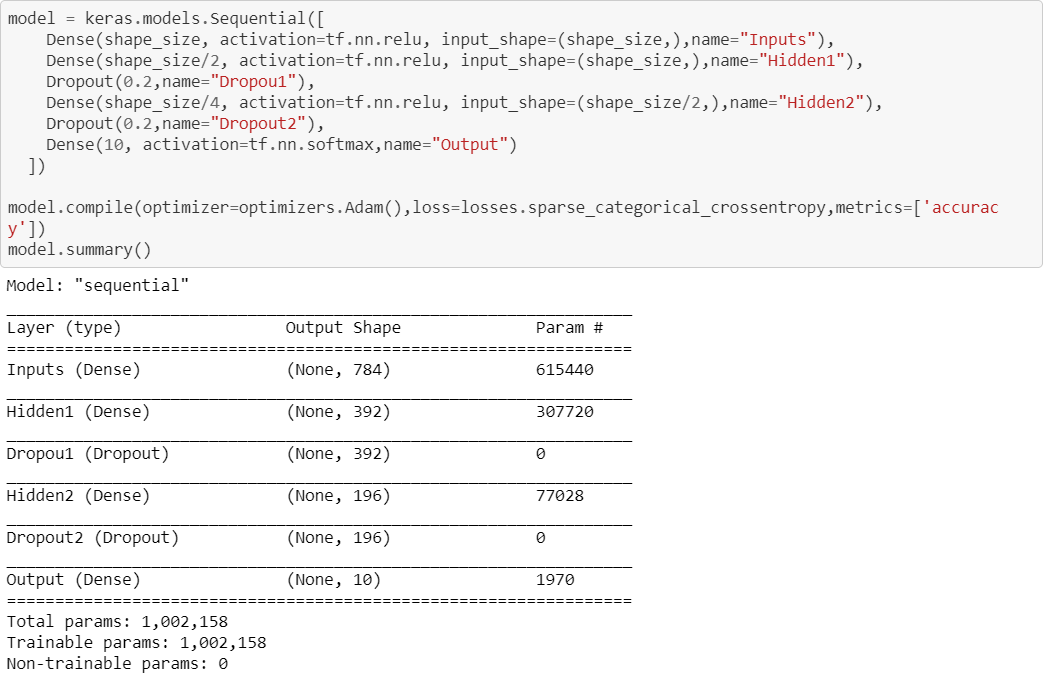 model = keras.models.Sequential([
    Dense(shape_size, activation=tf.nn.relu, input_shape=(shape_size,),name="Inputs"),
    Dense(shape_size/2, activation=tf.nn.relu, input_shape=(shape_size,),name="Hidden1"),
    Dropout(0.2,name="Dropou1"),
    Dense(shape_size/4, activation=tf.nn.relu, input_shape=(shape_size/2,),name="Hidden2"),
    Dropout(0.2,name="Dropout2"),
    Dense(10, activation=tf.nn.softmax,name="Output")
  ])
model.compile(optimizer=optimizers.Adam(),loss=losses.sparse_categorical_crossentropy,metrics=['accurac
y'])
model.summary()
Model: "sequential"
_________________________________________________________________
Layer (type)                 Output Shape              Param #
=================================================================
Inputs (Dense)               (None, 784)               615440
_________________________________________________________________
Hidden1 (Dense)              (None, 392)               307720
_________________________________________________________________
Dropou1 (Dropout)            (None, 392)               0
_________________________________________________________________
Hidden2 (Dense)              (None, 196)               77028
_________________________________________________________________
Dropout2 (Dropout)           (None, 196)               0
_________________________________________________________________
Output (Dense)               (None, 10)                1970
=================================================================
Total params: 1,002,158
Trainable params: 1,002,158
Non-trainable params: 0